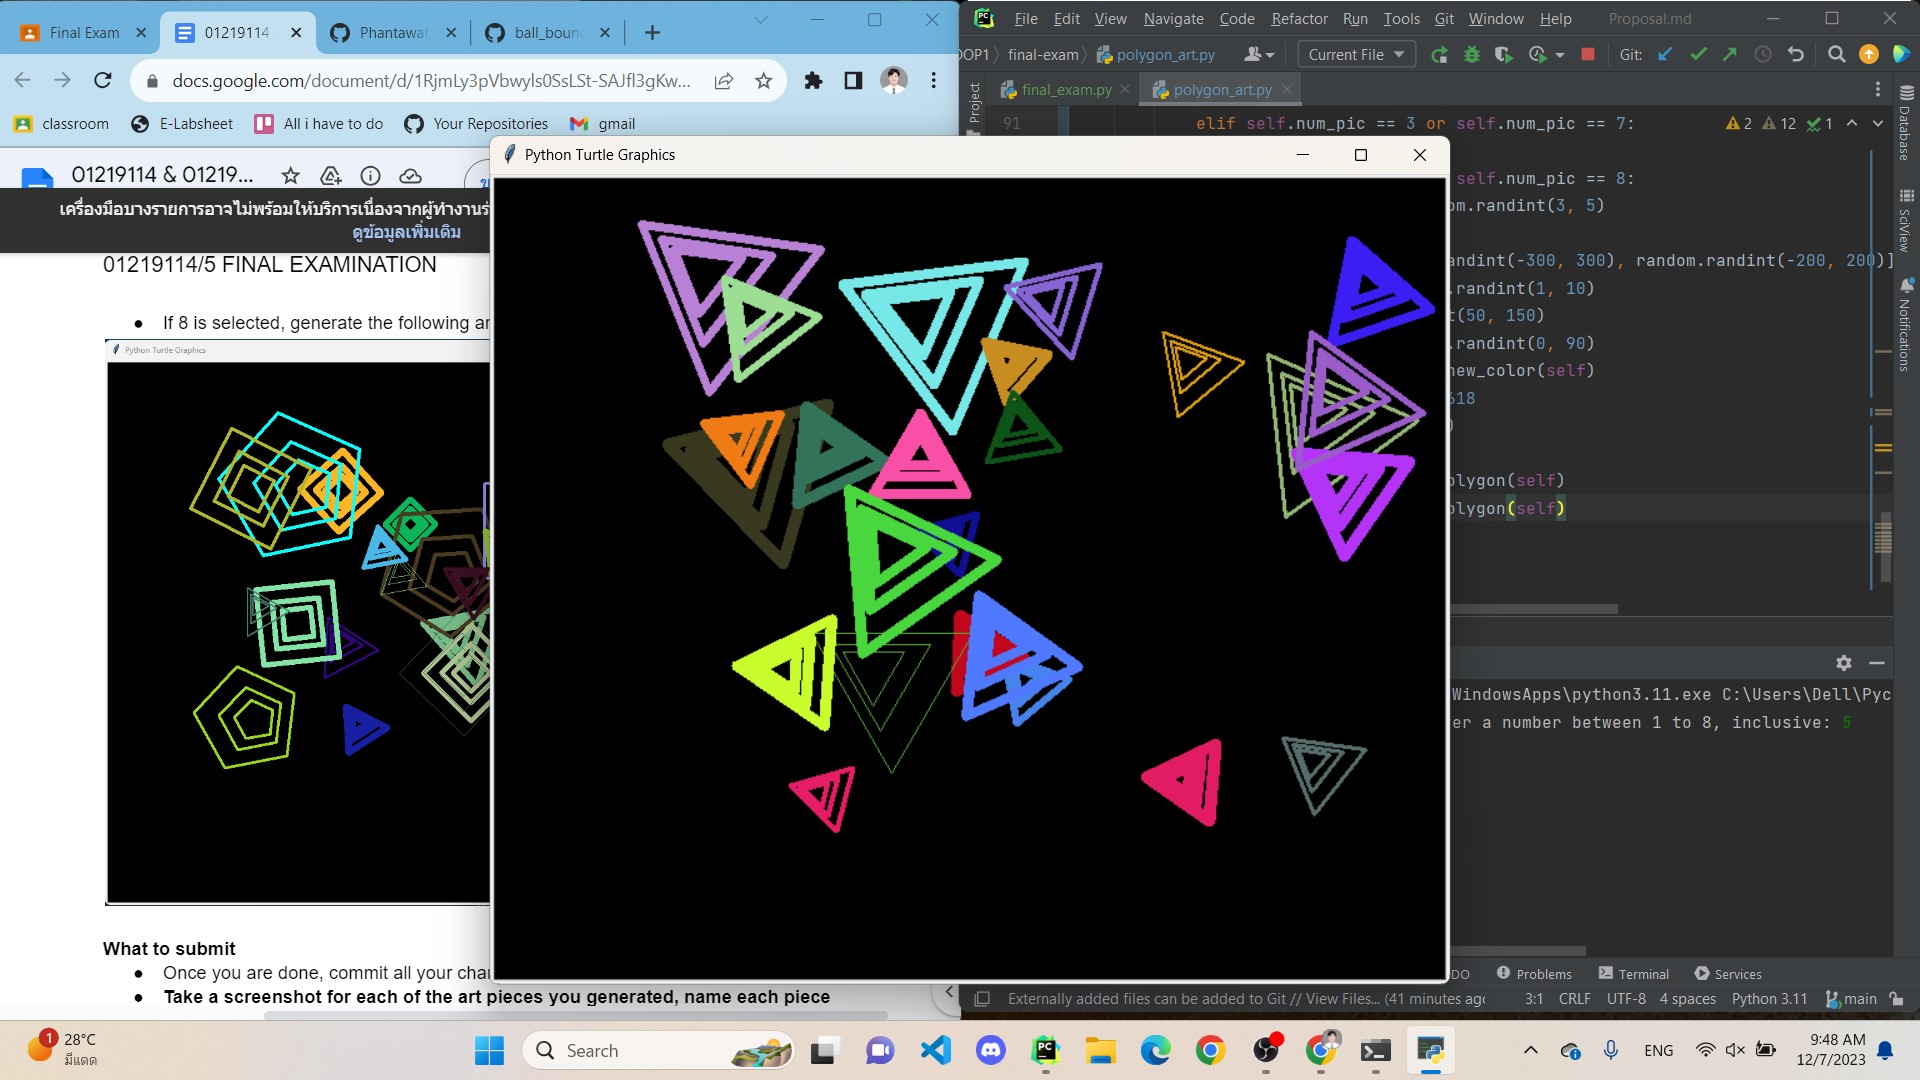 Final Exam
01219114
Phantawat
ball_boun
docs.google.com/document/d/1RjmLy3pVbwyls0SsLSt-SAJfl3gKw...
classroom
E-Labsheet
All i have to do
Your Repositories
gmail
01219114 & 01219...
เครื่องมือบางรายการอาจไม่พร้อมให้บริการเนื่องจากผู้ทำงานร่
ดูข้อมูลเพิ่มเติม
01219114/5 FINAL EXAMINATION
● If 8 is selected, generate the following ar
Python Turtle Graphics
What to submit
● Once you are done, commit all your char
● Take a screenshot for each of the art pieces you generated, name each piece
Python Turtle Graphics
File Edit View Navigate Code Refactor Run Tools Git Window Help Proposal.md
OOP1 final-exam polygon_art.py Current File Git:
Project
final_exam.py
polygon_art.py
91 elif self.num_pic == 3 or self.num_pic == 7:
2 12 1
self.num_pic == 8:
om.randint(3, 5)
andint(-300, 300), random.randint(-200, 200)]
.randint(1, 10)
t(50, 150)
.randint(0, 90)
new_color(self)
618
)
olygon(self)
olygon(self)
Database
SciView
Notifications
WindowsApps\python3.11.exe C:\Users\Dell\Pyc
er a number between 1 to 8, inclusive: 5
DO Problems Terminal Services
Externally added files can be added to Git // View Files... (41 minutes ago
3:1 CRLF UTF-8 4 spaces Python 3.11 main
1
28°C
มีแดด
Search
ENG
9:48 AM
12/7/2023